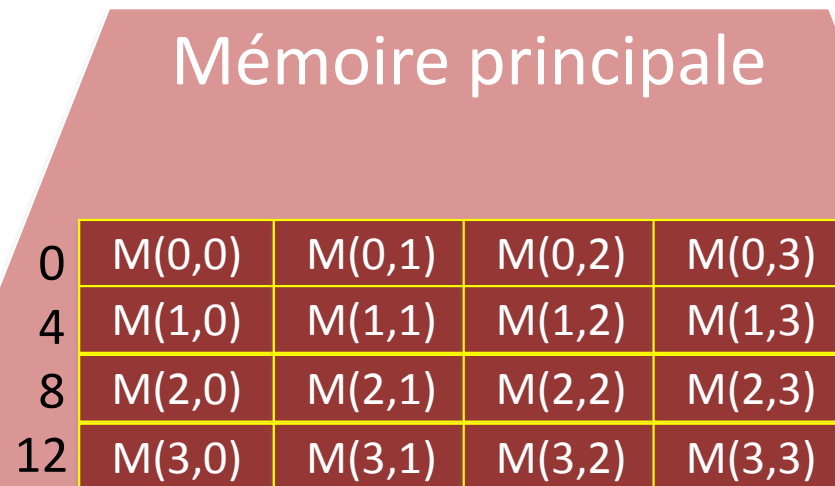 Mémoire principale
0 M(0,0) M(0,1) M(0,2) M(0,3)
4 M(1,0) M(1,1) M(1,2) M(1,3)
8 M(2,0) M(2,1) M(2,2) M(2,3)
12 M(3,0) M(3,1) M(3,2) M(3,3)